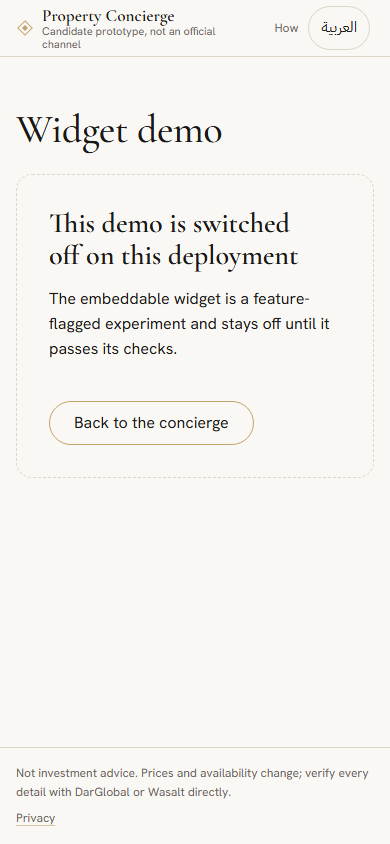 Property Concierge
Candidate prototype, not an official
channel
How
العربية
Widget demo
This demo is switched
off on this deployment
The embeddable widget is a feature-
flagged experiment and stays off until it
passes its checks.
Back to the concierge
Not investment advice. Prices and availability change; verify every
detail with DarGlobal or Wasalt directly.
Privacy